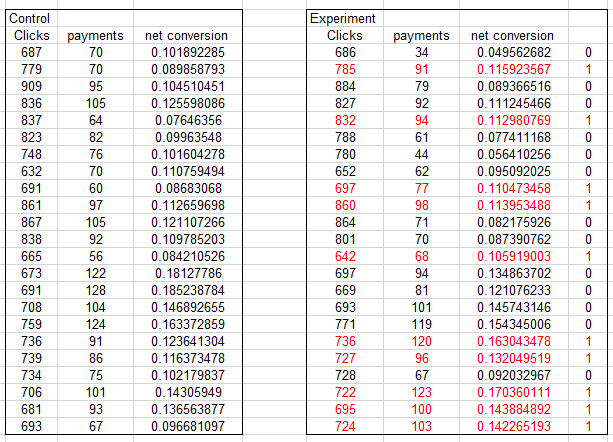 Control Experiment
Clicks payments net conversion Clicks payments net conversion
687 70 0.101892285 686 34 0.049562682 0
779 70 0.089858793 785 91 0.115923567 1
909 95 0.104510451 884 79 0.089366516 0
836 105 0.125598086 827 92 0.111245466 0
837 64 0.07646356 832 94 0.112980769 1
823 82 0.09963548 788 61 0.077411168 0
748 76 0.101604278 780 44 0.056410256 0
632 70 0.110759494 652 62 0.095092025 0
691 60 0.08683068 697 77 0.110473458 1
861 97 0.112659698 860 98 0.113953488 1
867 105 0.121107266 864 71 0.082175926 0
838 92 0.109785203 801 70 0.087390762 0
665 56 0.084210526 642 68 0.105919003 1
673 122 0.18127786 697 94 0.134863702 0
691 128 0.185238784 669 81 0.121076233 0
708 104 0.146892655 693 101 0.145743146 0
759 124 0.163372859 771 119 0.154345006 0
736 91 0.123641304 736 120 0.163043478 1
739 86 0.116373478 727 96 0.132049519 1
734 75 0.102179837 728 67 0.092032967 0
706 101 0.14305949 722 123 0.170360111 1
681 93 0.136563877 695 100 0.143884892 1
693 67 0.096681097 724 103 0.142265193 1